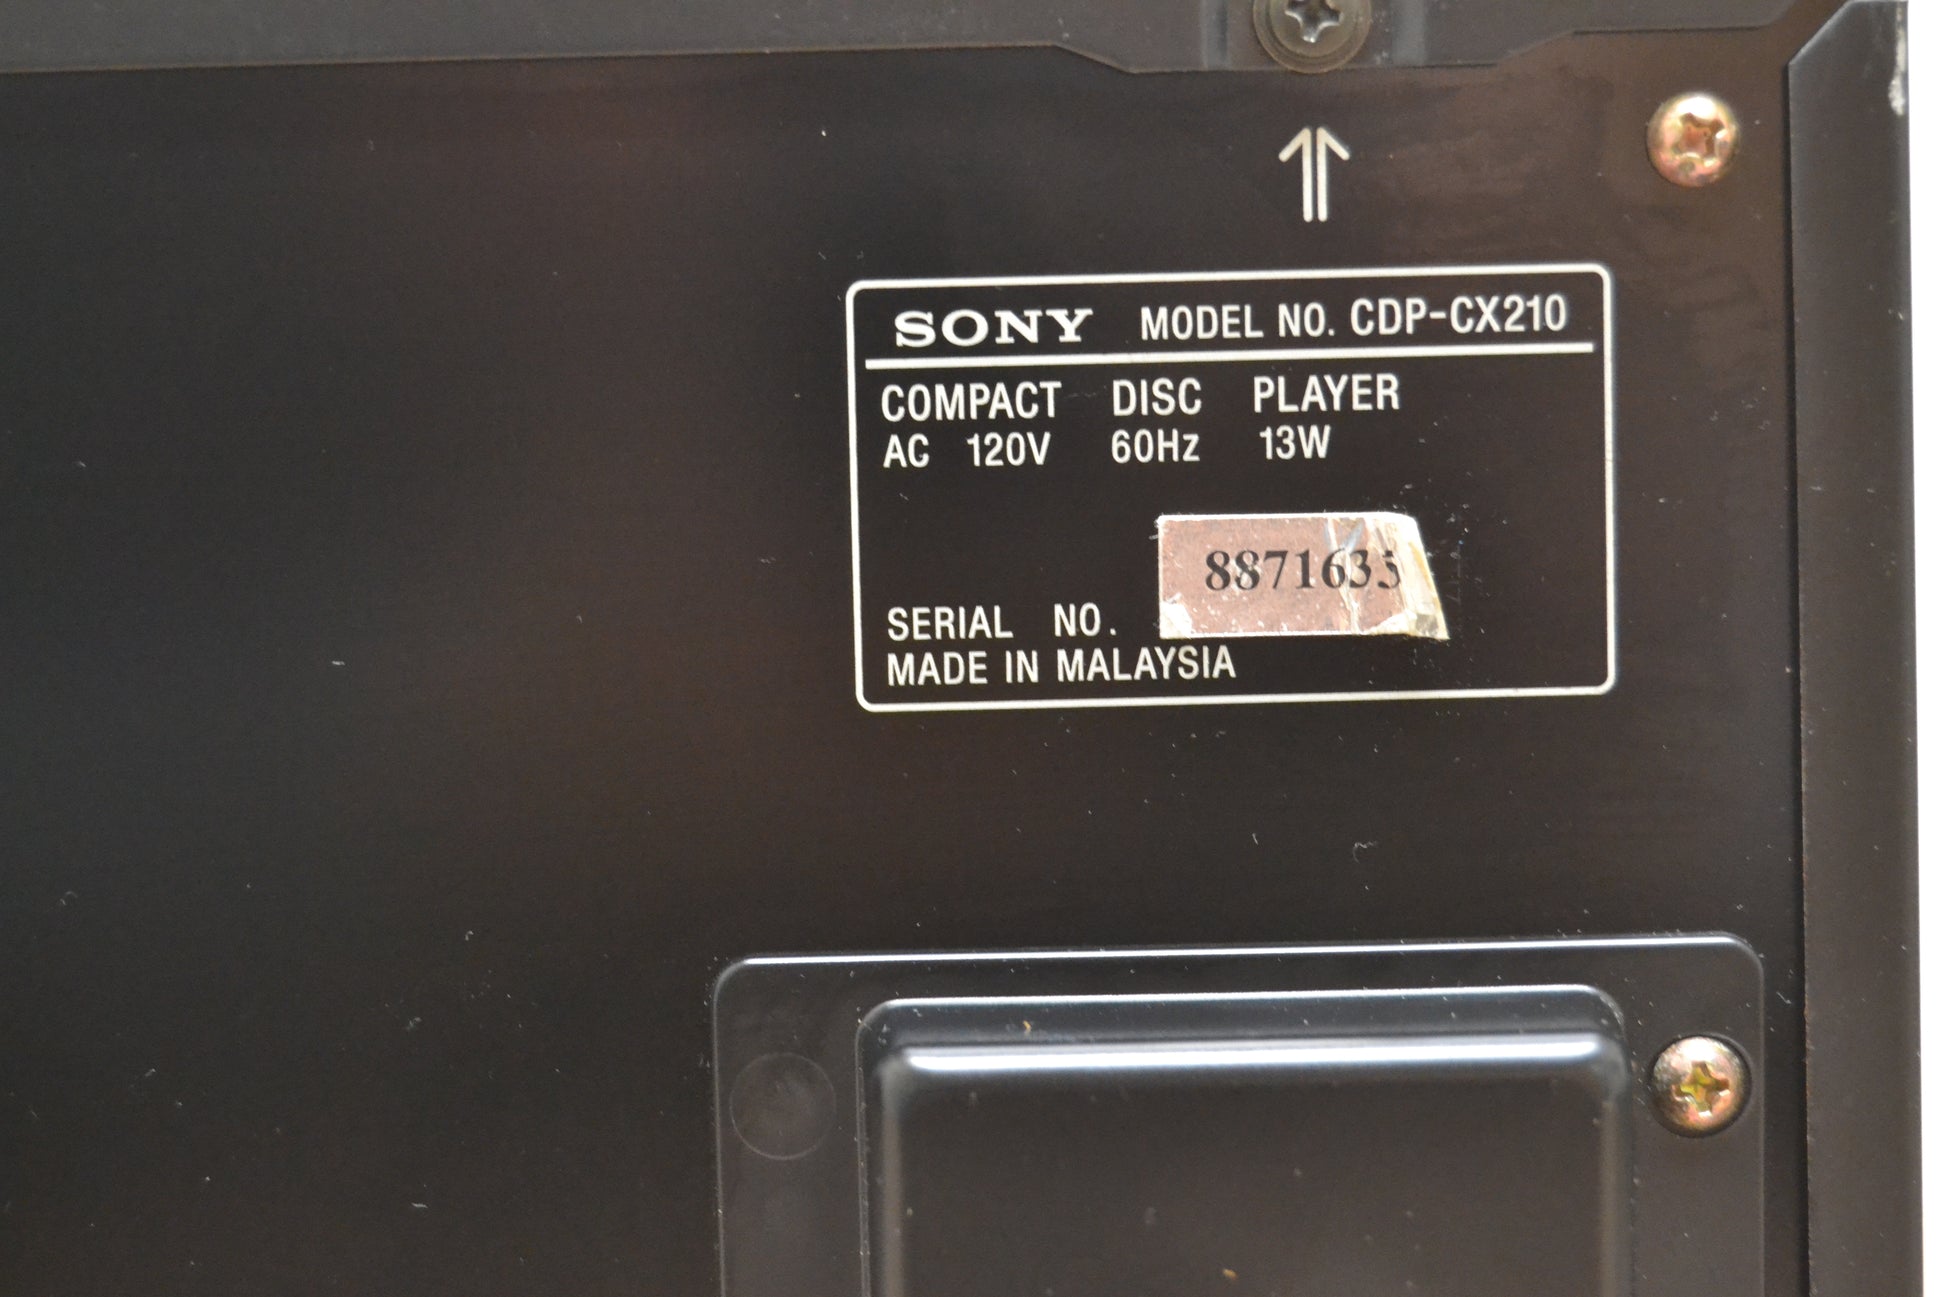 SONY MODEL NO. CDP-CX210
COMPACT DISC PLAYER
AC 120V 60Hz 13W
8871635
SERIAL NO.
MADE IN MALAYSIA